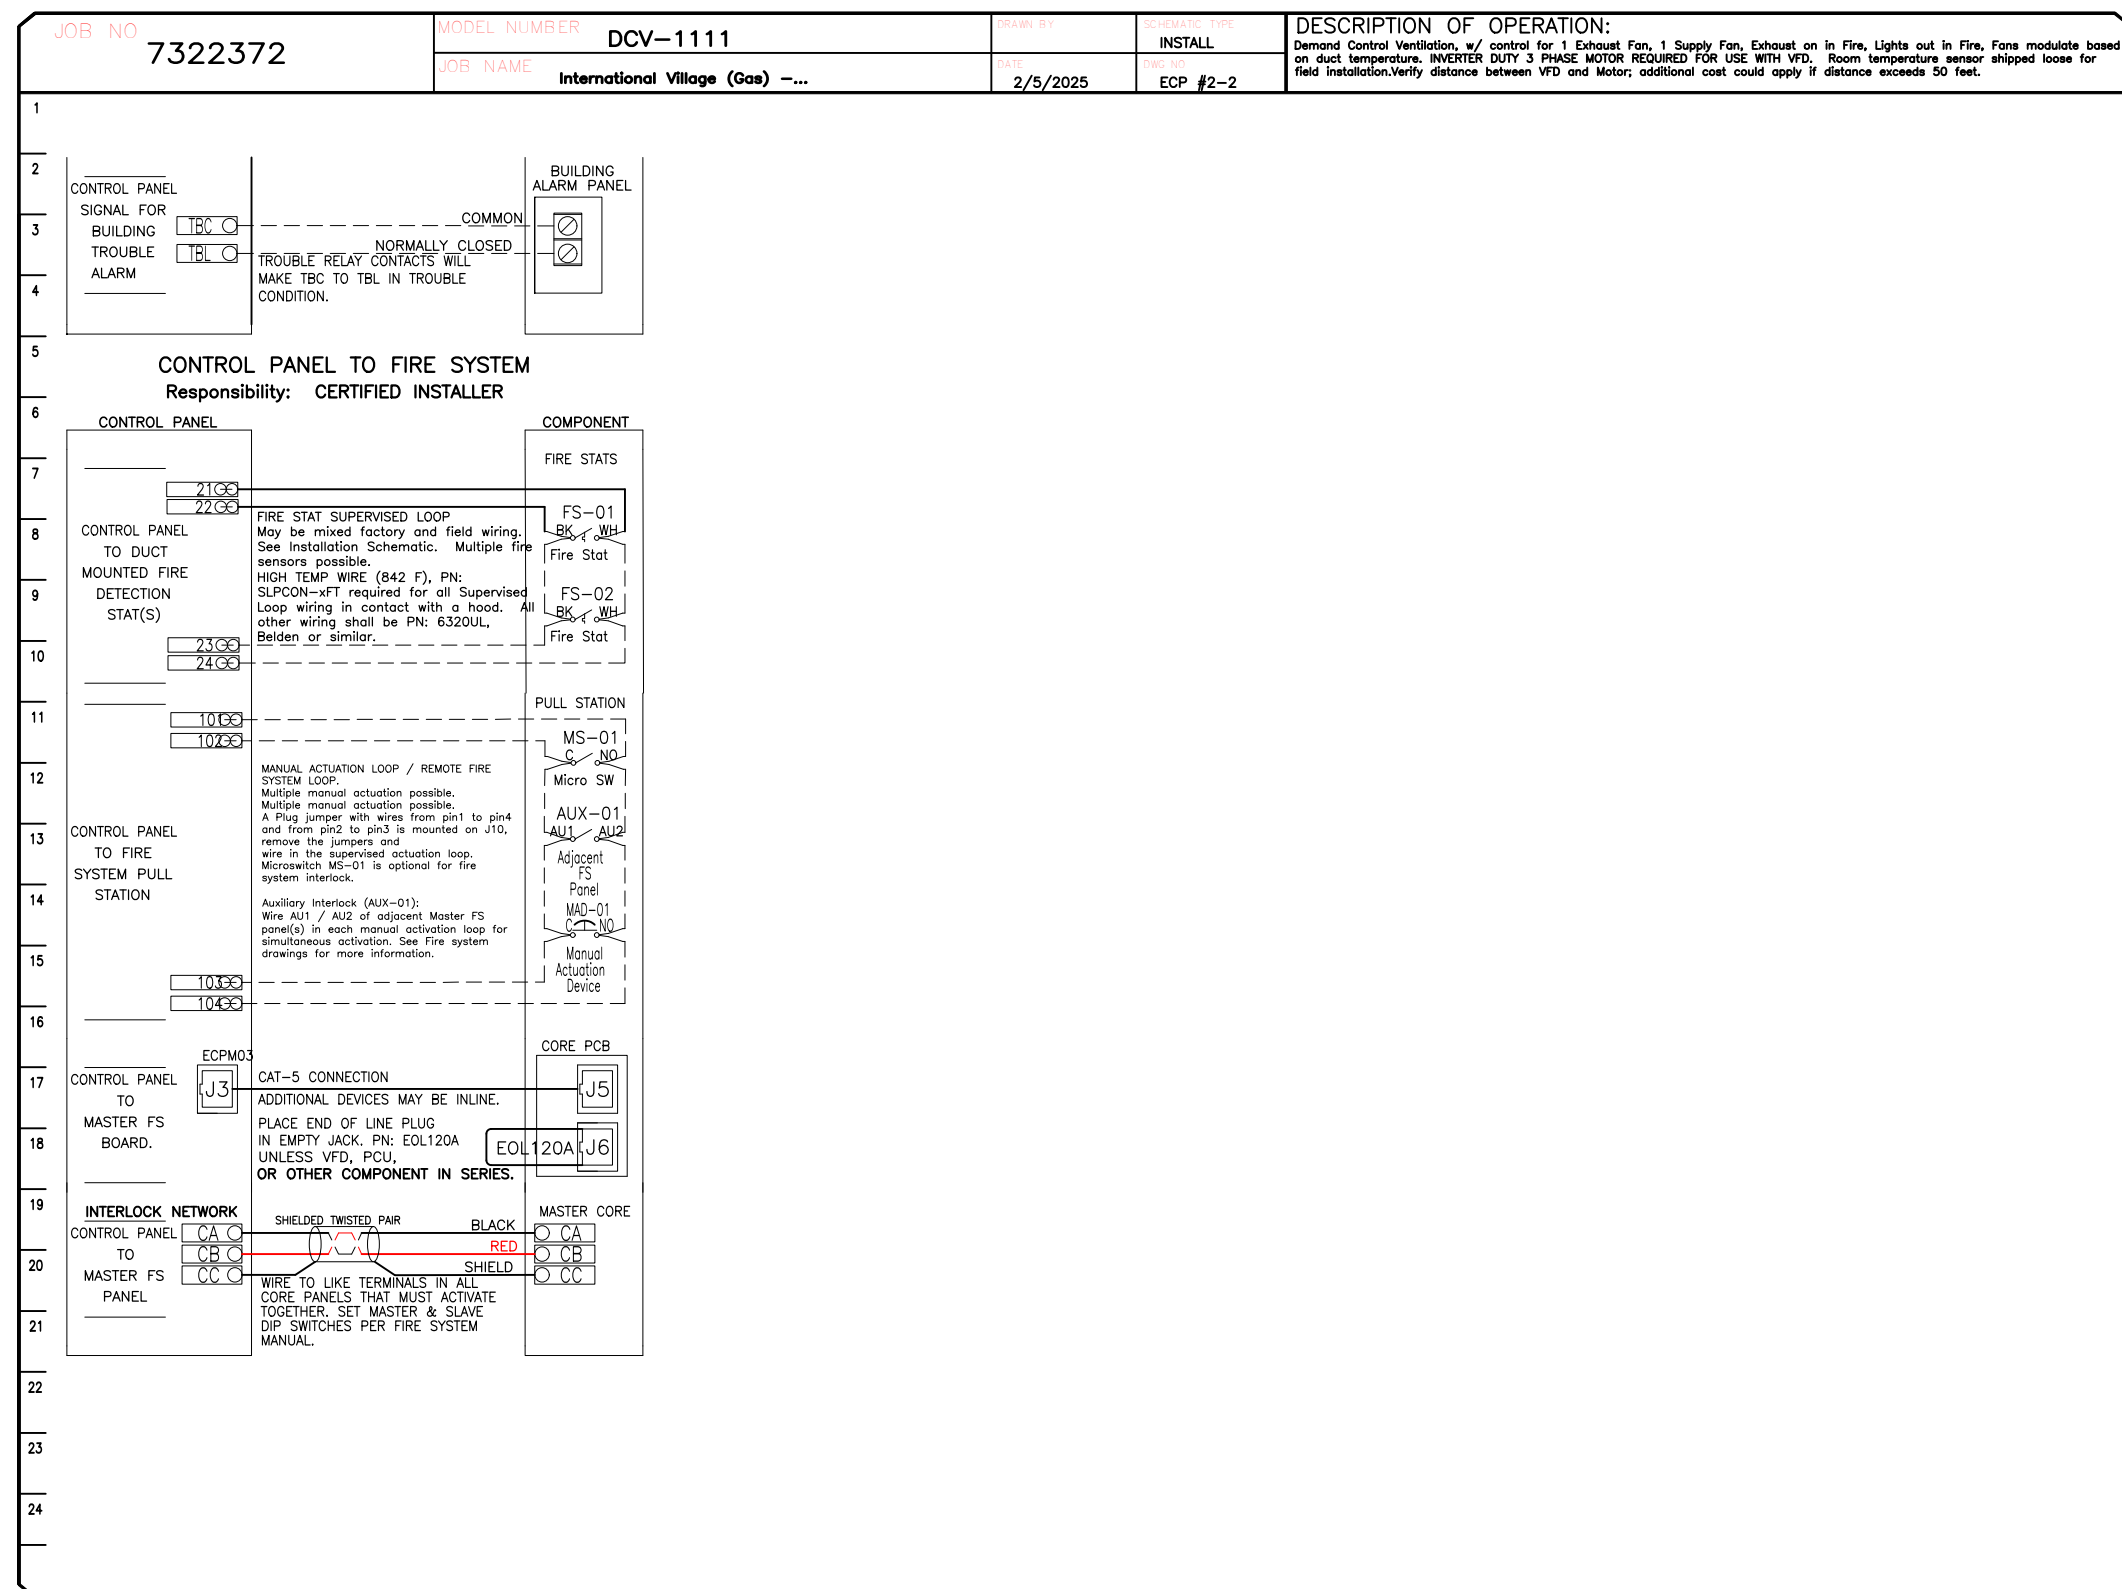 JOB NO
7322372
MODEL NUMBER
DCV-1111
JOB NAME
International Village (Gas) -...
DRAWN BY
DATE
2/5/2025
SCHEMATIC TYPE
INSTALL
DWG NO
ECP #2-2
DESCRIPTION OF OPERATION:
Demand Control Ventilation, w/ control for 1 Exhaust Fan, 1 Supply Fan, Exhaust on in Fire, Lights out in Fire, Fans modulate based
on duct temperature. INVERTER DUTY 3 PHASE MOTOR REQUIRED FOR USE WITH VFD. Room temperature sensor shipped loose for
field installation.Verify distance between VFD and Motor; additional cost could apply if distance exceeds 50 feet.
1
2
3
4
5
6
7
8
9
10
11
12
13
14
15
16
17
18
19
20
21
22
23
24
CONTROL PANEL
SIGNAL FOR
BUILDING
TROUBLE
ALARM
TBC
TBL
COMMON
NORMALLY CLOSED
TROUBLE RELAY CONTACTS WILL
MAKE TBC TO TBL IN TROUBLE
CONDITION.
BUILDING
ALARM PANEL
CONTROL PANEL TO FIRE SYSTEM
Responsibility: CERTIFIED INSTALLER
CONTROL PANEL
COMPONENT
FIRE STATS
21
22
CONTROL PANEL
TO DUCT
MOUNTED FIRE
DETECTION
STAT(S)
23
24
FIRE STAT SUPERVISED LOOP
May be mixed factory and field wiring.
See Installation Schematic. Multiple fire
sensors possible.
HIGH TEMP WIRE (842 F), PN:
SLPCON-xFT required for all Supervised
Loop wiring in contact with a hood. All
other wiring shall be PN: 6320UL,
Belden or similar.
FS-01
BK WH
Fire Stat
FS-02
BK WH
Fire Stat
PULL STATION
101
102
MS-01
C NO
Micro SW
AUX-01
AU1 AU2
Adjacent
FS
Panel
MAD-01
C NO
Manual
Actuation
Device
MANUAL ACTUATION LOOP / REMOTE FIRE
SYSTEM LOOP.
Multiple manual actuation possible.
Multiple manual actuation possible.
A Plug jumper with wires from pin1 to pin4
and from pin2 to pin3 is mounted on J10,
remove the jumpers and
wire in the supervised actuation loop.
Microswitch MS-01 is optional for fire
system interlock.
Auxiliary Interlock (AUX-01):
Wire AU1 / AU2 of adjacent Master FS
panel(s) in each manual activation loop for
simultaneous activation. See Fire system
drawings for more information.
CONTROL PANEL
TO FIRE
SYSTEM PULL
STATION
103
104
ECPM03
J3
CONTROL PANEL
TO
MASTER FS
BOARD.
CAT-5 CONNECTION
ADDITIONAL DEVICES MAY BE INLINE.
PLACE END OF LINE PLUG
IN EMPTY JACK. PN: EOL120A
UNLESS VFD, PCU,
OR OTHER COMPONENT IN SERIES.
CORE PCB
J5
EOL120A
J6
INTERLOCK NETWORK
CONTROL PANEL
TO
MASTER FS
PANEL
CA
CB
CC
SHIELDED TWISTED PAIR
BLACK
RED
SHIELD
MASTER CORE
CA
CB
CC
WIRE TO LIKE TERMINALS IN ALL
CORE PANELS THAT MUST ACTIVATE
TOGETHER. SET MASTER & SLAVE
DIP SWITCHES PER FIRE SYSTEM
MANUAL.